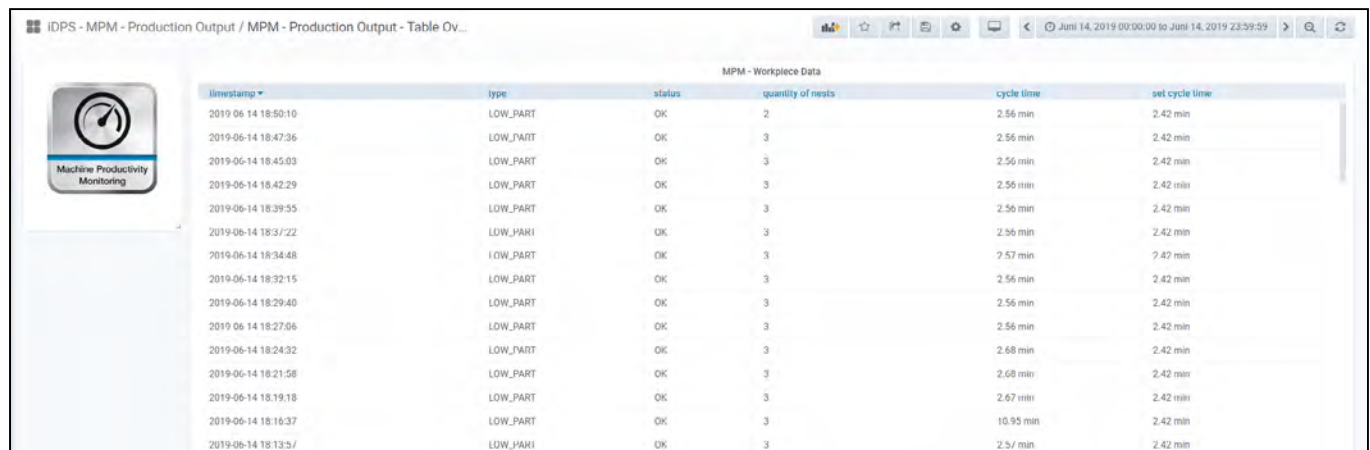 iDPS - MPM - Production Output / MPM - Production Output - Table Ov... Juni 14, 2019 00:00:00 to Juni 14, 2019 23:59:59
MPM - Workpiece Data
timestamp type status quantity of nests cycle time set cycle time
2019 06 14 18:50:10 LOW_PART OK 2 2.56 min 2.42 min
2019-06-14 18:47:36 LOW_PART OK 3 2.56 min 2.42 min
2019-06-14 18:45:03 LOW_PART OK 3 2.56 min 2.42 min
Machine Productivity
Monitoring
2019-06-14 18:42:29 LOW_PART OK 3 2.56 min 2.42 min
2019-06-14 18:39:55 LOW_PART OK 3 2.56 min 2.42 min
2019-06-14 18:37:22 LOW_PART OK 3 2.56 min 2.42 min
2019-06-14 18:34:48 LOW_PART OK 3 2.57 min 2.42 min
2019-06-14 18:32:15 LOW_PART OK 3 2.56 min 2.42 min
2019-06-14 18:29:40 LOW_PART OK 3 2.56 min 2.42 min
2019 06 14 18:27:06 LOW_PART OK 3 2.56 min 2.42 min
2019-06-14 18:24:32 LOW_PART OK 3 2.68 min 2.42 min
2019-06-14 18:21:58 LOW_PART OK 3 2.68 min 2.42 min
2019-06-14 18:19:18 LOW_PART OK 3 2.67 min 2.42 min
2019-06-14 18:16:37 LOW_PART OK 3 10.95 min 2.42 min
2019-06-14 18:13:57 LOW_PART OK 3 2.57 min 2.42 min